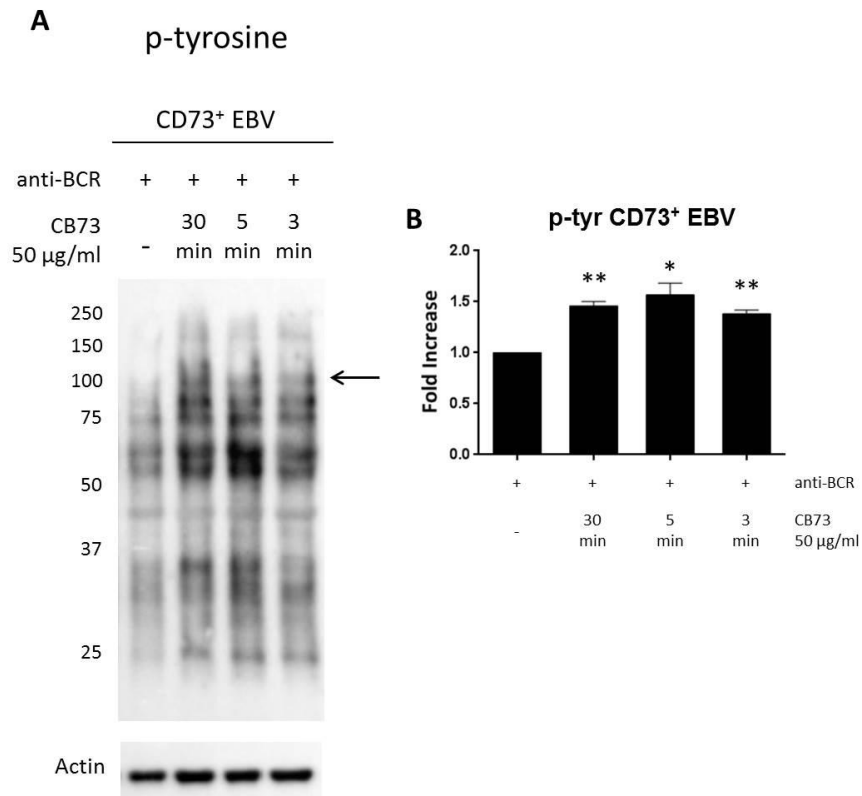 A
p-tyrosine
CD73⁺ EBV
anti-BCR + + + +
CB73 30 5 3
50 µg/ml - min min min
250
150
100
75
50
37
25
Actin
B
p-tyr CD73⁺ EBV
** * **
2.0
1.5
1.0
0.5
0.0
Fold Increase
+ + + + anti-BCR
- 30 5 3 CB73
min min min 50 µg/ml